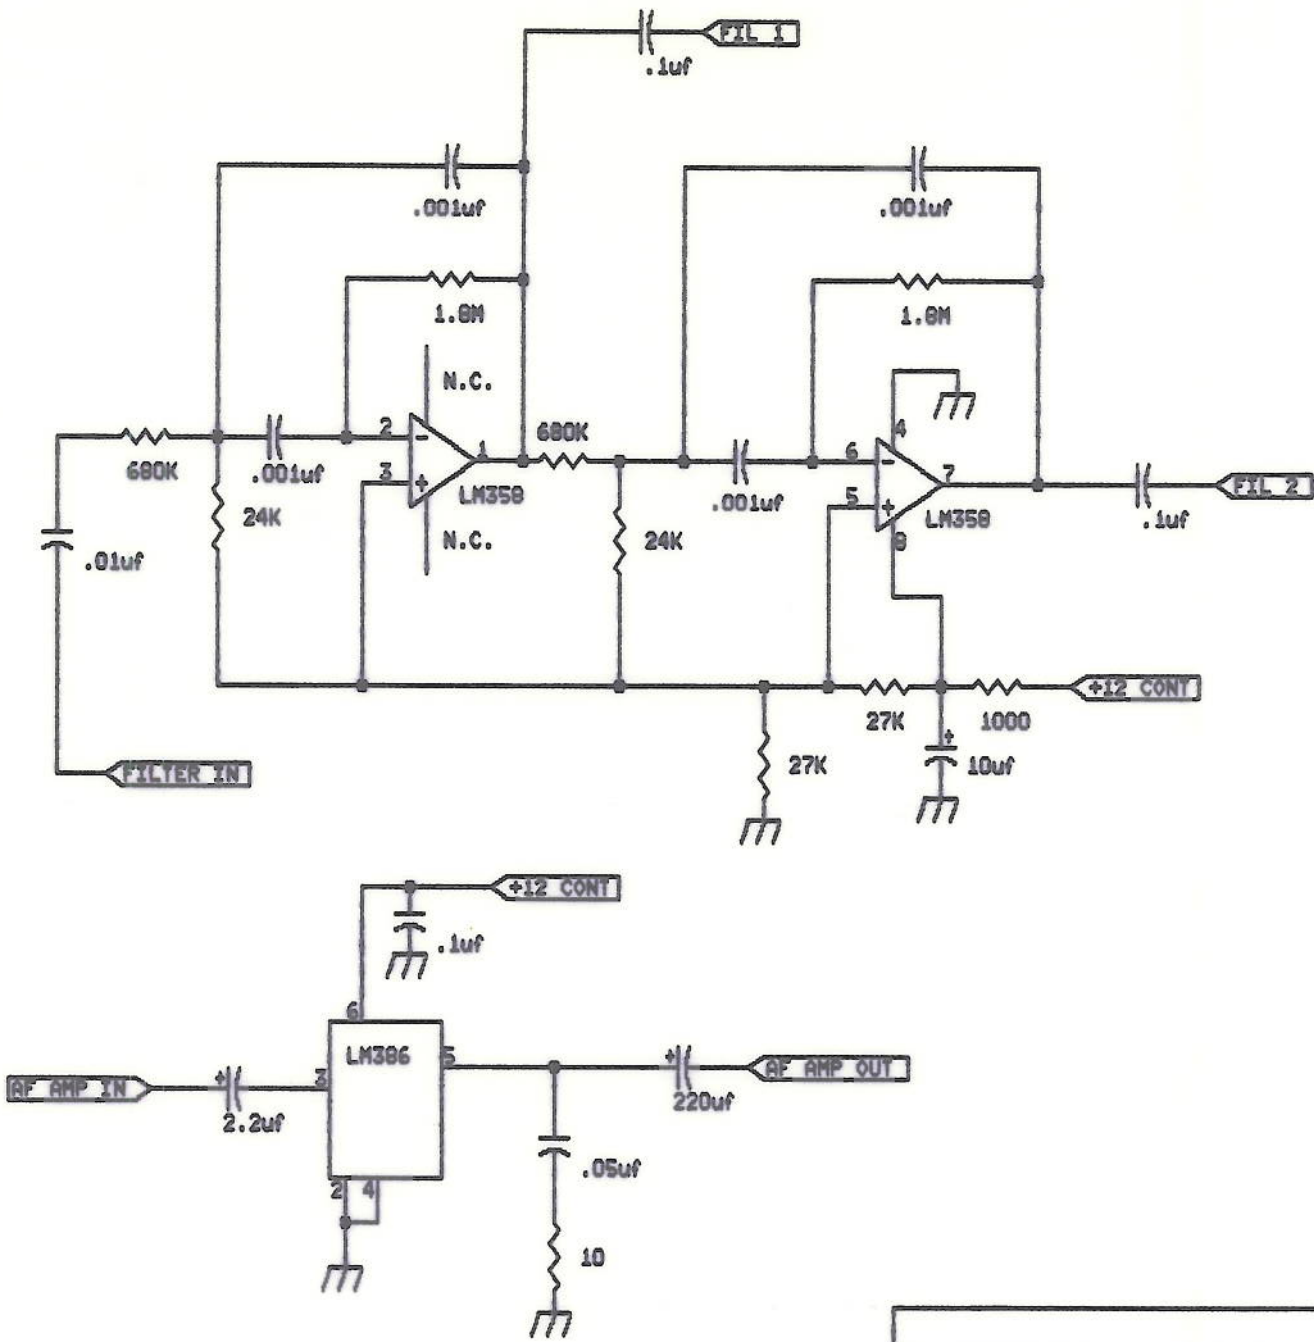 FIL 1
.1uf
.001uf
.001uf
1.8M
1.8M
N.C.
4
2
-
680K
1
680K
.001uf
3
+
LM358
6
-
7
.001uf
5
+
LM358
FIL 2
.1uf
24K
N.C.
24K
8
.01uf
+12 CONT
27K
1000
+
10uf
27K
FILTER IN
+12 CONT
.1uf
6
LM386
5
+
AF AMP OUT
220uf
AF AMP IN
+
2.2uf
3
2
4
.05uf
10